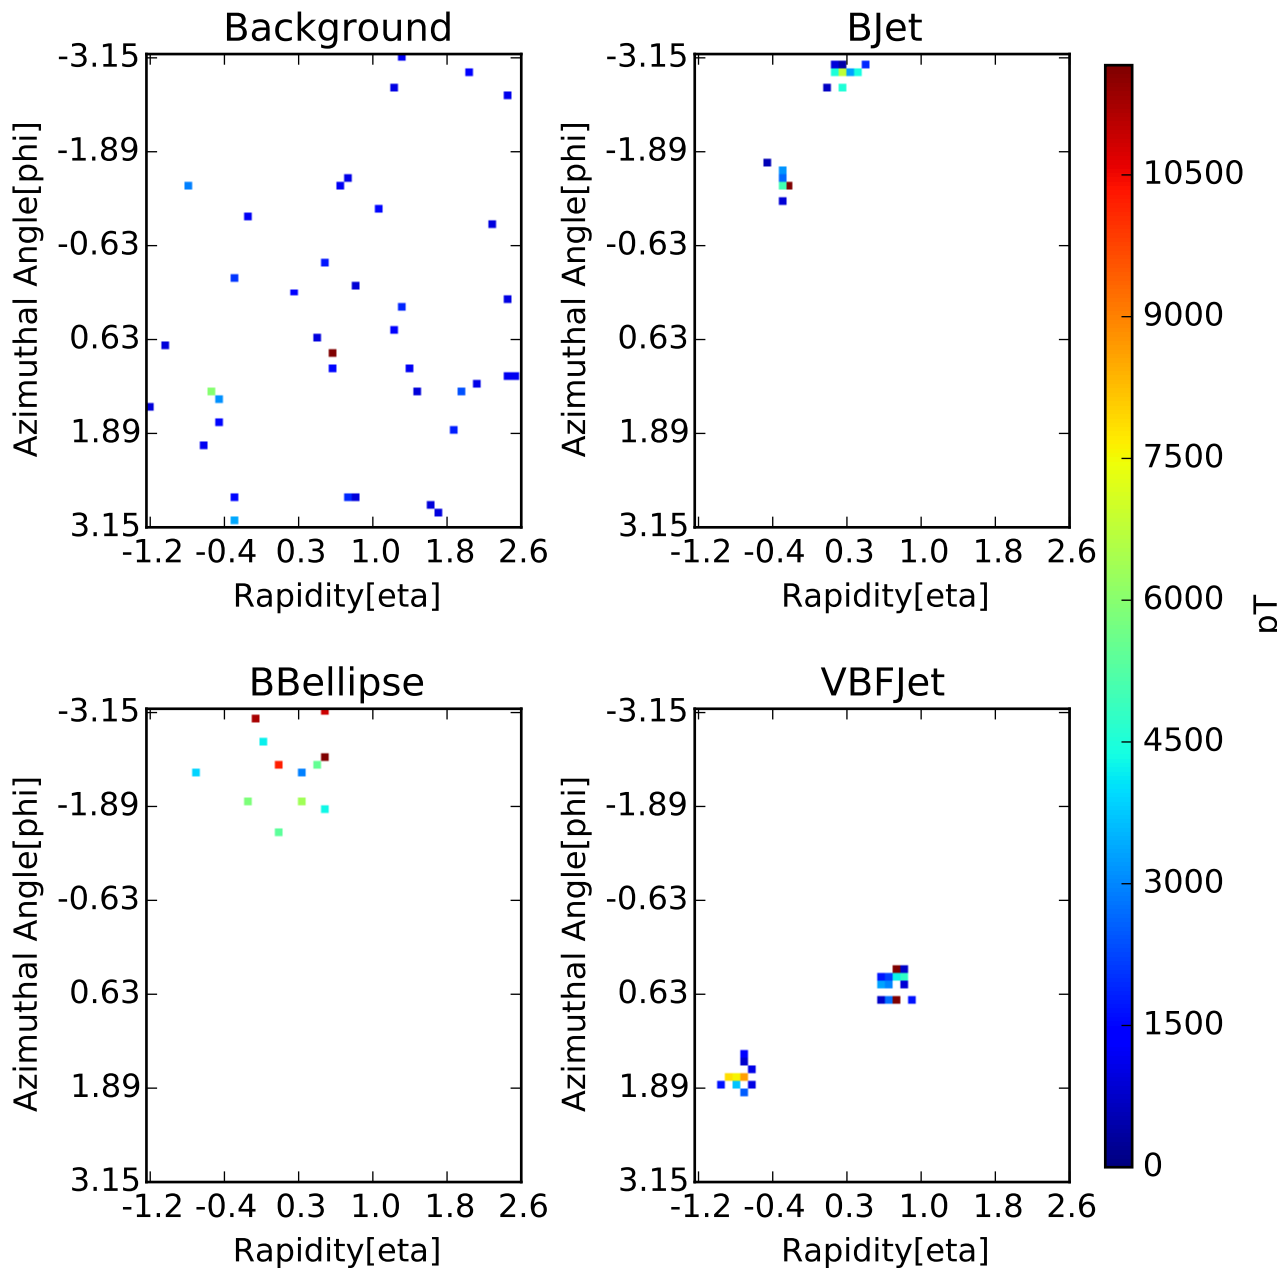 Background
-3.15
-1.89
-0.63
0.63
1.89
3.15
Azimuthal Angle[phi]
-1.2 -0.4 0.3 1.0 1.8 2.6
Rapidity[eta]
BJet
-3.15
-1.89
-0.63
0.63
1.89
3.15
Azimuthal Angle[phi]
-1.2 -0.4 0.3 1.0 1.8 2.6
Rapidity[eta]
BBellipse
-3.15
-1.89
-0.63
0.63
1.89
3.15
Azimuthal Angle[phi]
-1.2 -0.4 0.3 1.0 1.8 2.6
Rapidity[eta]
VBFJet
-3.15
-1.89
-0.63
0.63
1.89
3.15
Azimuthal Angle[phi]
-1.2 -0.4 0.3 1.0 1.8 2.6
Rapidity[eta]
10500
9000
7500
6000
4500
3000
1500
0
pT